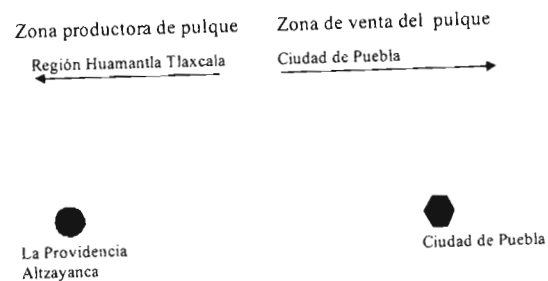 Zona productora de pulque
Zona de venta del pulque
Región Huamantla Tlaxcala
Ciudad de Puebla
La Providencia
Altzayanca
Ciudad de Puebla